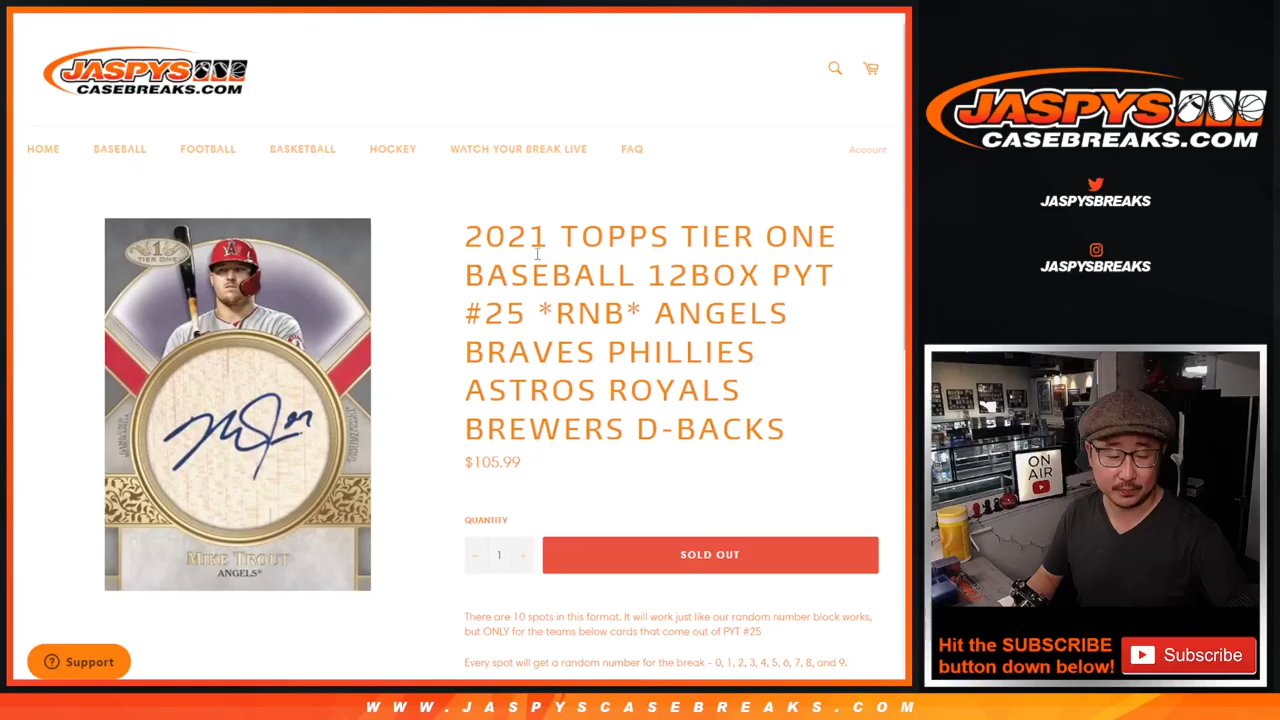 JASPYS
CASEBREAKS.COM
HOME BASEBALL FOOTBALL BASKETBALL HOCKEY WATCH YOUR BREAK LIVE FAQ Account
1
TIER ONE
A
MIKE TROUT
ANGELS®
2021 TOPPS TIER ONE
BASEBALL 12BOX PYT
#25 *RNB* ANGELS
BRAVES PHILLIES
ASTROS ROYALS
BREWERS D-BACKS
$105.99
QUANTITY
− 1 +
SOLD OUT
There are 10 spots in this format. It will work just like our random number block works,
but ONLY for the teams below cards that come out of PYT #25
Every spot will get a random number for the break - 0, 1, 2, 3, 4, 5, 6, 7, 8, and 9.
Support
JASPYS
CASEBREAKS.COM
JASPYSBREAKS
JASPYSBREAKS
ON
AIR
Hit the SUBSCRIBE
button down below!
Subscribe
WWW.JASPYSCASEBREAKS.COM